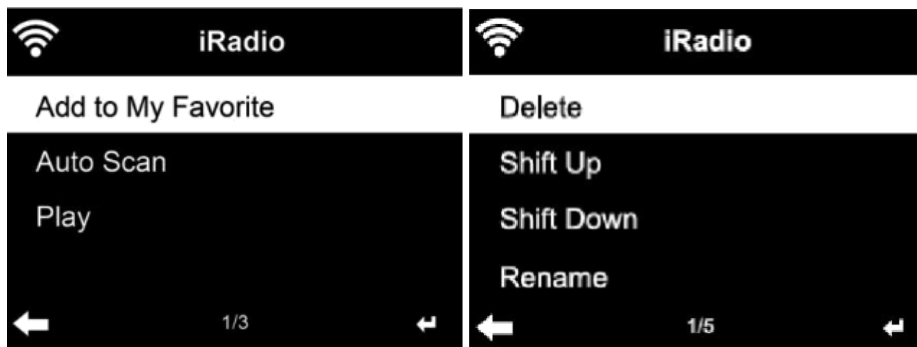 iRadio
Add to My Favorite
Auto Scan
Play
1/3
iRadio
Delete
Shift Up
Shift Down
Rename
1/5